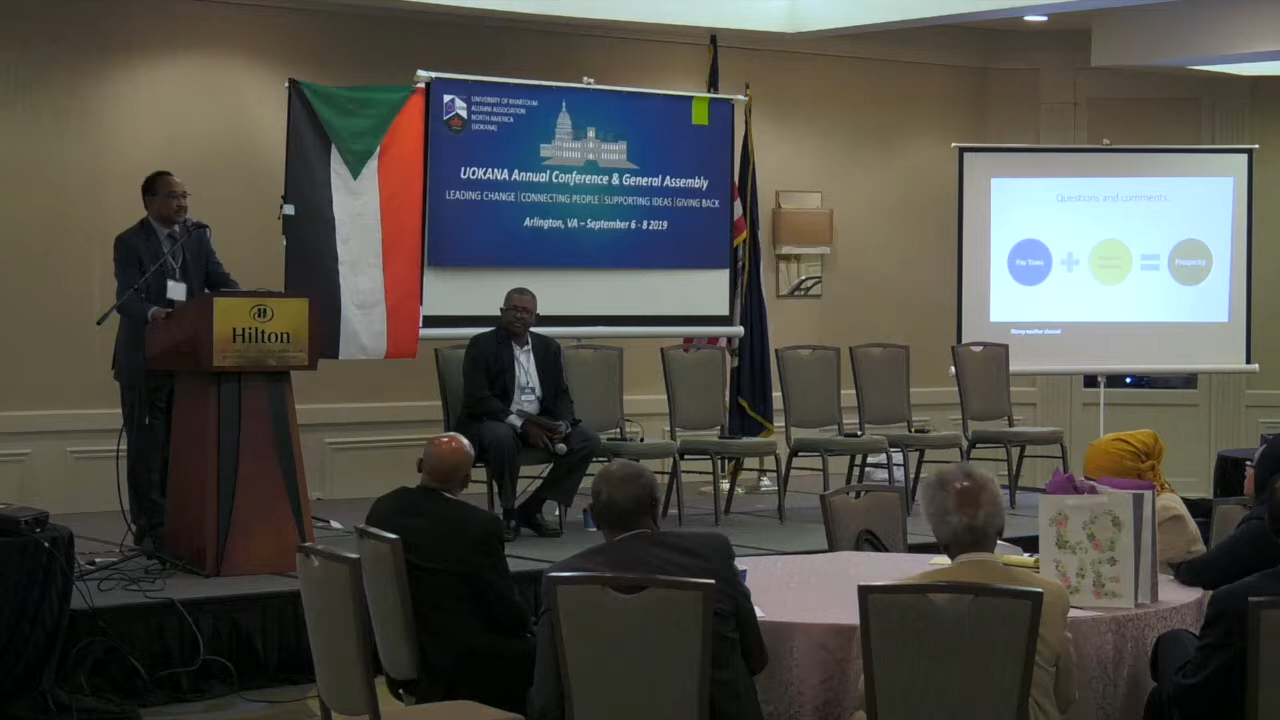 UNIVERSITY OF KHARTOUM
ALUMNI ASSOCIATION
NORTH AMERICA
[UOKANA]
UOKANA Annual Conference & General Assembly
LEADING CHANGE | CONNECTING PEOPLE | SUPPORTING IDEAS | GIVING BACK
Arlington, VA – September 6 - 8 2019
Hilton
Questions and comments.
Pay Taxes
+
=
Prosperity
LOVE